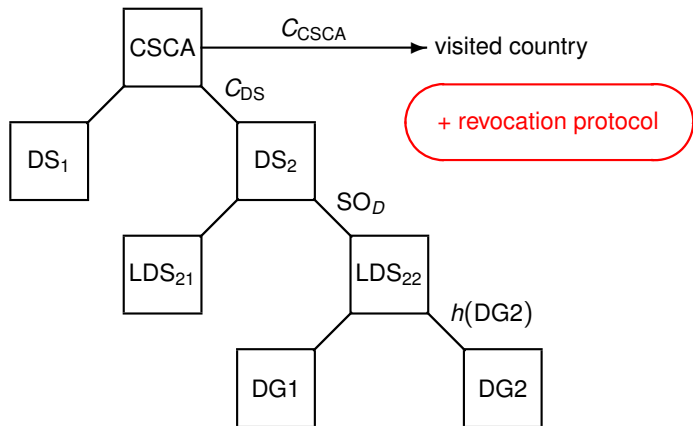 C_CSCA
CSCA visited country
C_DS
+ revocation protocol
DS₁ DS₂
SO_D
LDS₂₁ LDS₂₂
h(DG2)
DG1 DG2